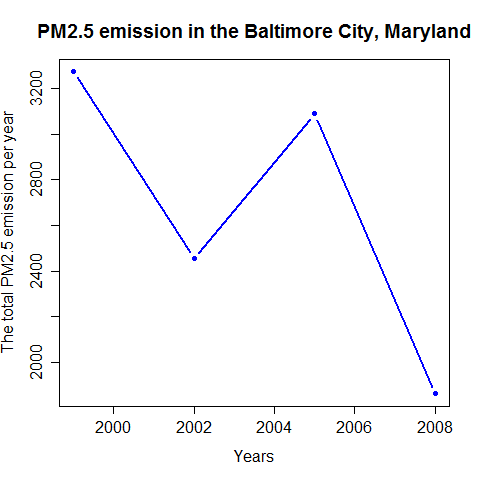 PM2.5 emission in the Baltimore City, Maryland
The total PM2.5 emission per year
3200
2800
2400
2000
2000 2002 2004 2006 2008
Years